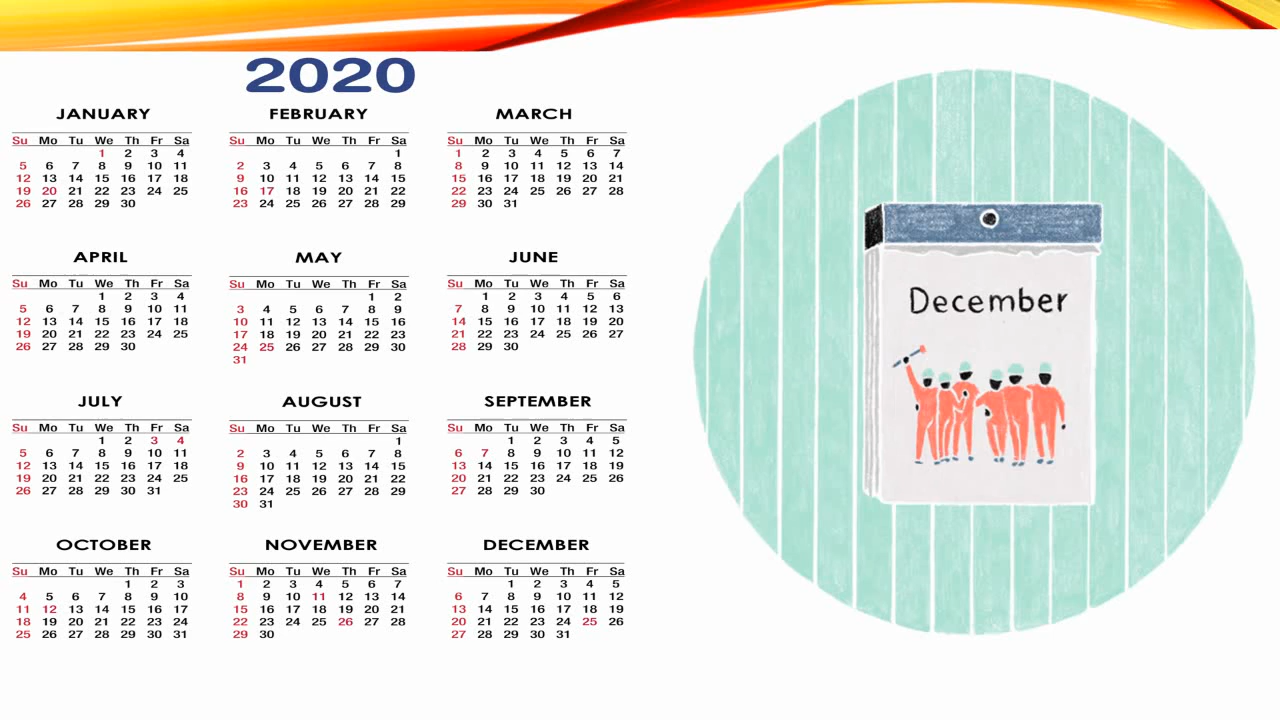 2020
JANUARY FEBRUARY MARCH
Su Mo Tu We Th Fr Sa Su Mo Tu We Th Fr Sa Su Mo Tu We Th Fr Sa
1 2 3 4 1 1 2 3 4 5 6 7
5 6 7 8 9 10 11 2 3 4 5 6 7 8 8 9 10 11 12 13 14
12 13 14 15 16 17 18 9 10 11 12 13 14 15 15 16 17 18 19 20 21
19 20 21 22 23 24 25 16 17 18 19 20 21 22 22 23 24 25 26 27 28
26 27 28 29 30 23 24 25 26 27 28 29 29 30 31
APRIL MAY JUNE
Su Mo Tu We Th Fr Sa Su Mo Tu We Th Fr Sa Su Mo Tu We Th Fr Sa
1 2 3 4 1 2 1 2 3 4 5 6
5 6 7 8 9 10 11 3 4 5 6 7 8 9 7 8 9 10 11 12 13
12 13 14 15 16 17 18 10 11 12 13 14 15 16 14 15 16 17 18 19 20
19 20 21 22 23 24 25 17 18 19 20 21 22 23 21 22 23 24 25 26 27
26 27 28 29 30 24 25 26 27 28 29 30 28 29 30
31
JULY AUGUST SEPTEMBER
Su Mo Tu We Th Fr Sa Su Mo Tu We Th Fr Sa Su Mo Tu We Th Fr Sa
1 2 3 4 1 1 2 3 4 5
5 6 7 8 9 10 11 2 3 4 5 6 7 8 6 7 8 9 10 11 12
12 13 14 15 16 17 18 9 10 11 12 13 14 15 13 14 15 16 17 18 19
19 20 21 22 23 24 25 16 17 18 19 20 21 22 20 21 22 23 24 25 26
26 27 28 29 30 31 23 24 25 26 27 28 29 27 28 29 30
30 31
OCTOBER NOVEMBER DECEMBER
Su Mo Tu We Th Fr Sa Su Mo Tu We Th Fr Sa Su Mo Tu We Th Fr Sa
1 2 3 1 2 3 4 5 6 7 1 2 3 4 5
4 5 6 7 8 9 10 8 9 10 11 12 13 14 6 7 8 9 10 11 12
11 12 13 14 15 16 17 15 16 17 18 19 20 21 13 14 15 16 17 18 19
18 19 20 21 22 23 24 22 23 24 25 26 27 28 20 21 22 23 24 25 26
25 26 27 28 29 30 31 29 30 27 28 29 30 31
December